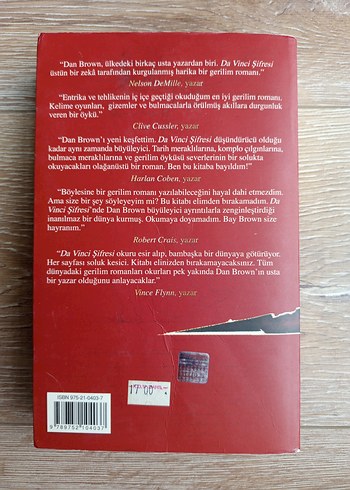 “Dan Brown, ülkedeki birkaç usta yazardan biri. Da Vinci Şifresi
üstün bir zekâ tarafından kurgulanmış harika bir gerilim romanı.”
Nelson DeMille, yazar
“Entrika ve tehlikenin iç içe geçtiği okuduğum en iyi gerilim romanı.
Kelime oyunları, gizemler ve bulmacalarla örülmüş akıllara durgunluk
veren bir öykü.”
Clive Cussler, yazar
“Dan Brown’ı yeni keşfettim. Da Vinci Şifresi düşündürücü olduğu
kadar aynı zamanda büyüleyici. Tarih meraklılarına, komplo çılgınlarına,
bulmaca meraklılarına ve gerilim öyküsü severlerinin bir solukta
okuyacakları olağanüstü bir roman. Ben bu kitaba bayıldım!”
Harlan Coben, yazar
“Böylesine bir gerilim romanı yazılabileceğini hayal dahi etmezdim.
Ama size bir şey söyleyeyim mi? Bu kitabı elimden bırakamadım. Da
Vinci Şifresi’nde Dan Brown büyüleyici ayrıntılarla zenginleştirdiği
inanılmaz bir dünya kurmuş. Okumaya doyamadım. Bay Brown size
hayranım.”
Robert Crais, yazar
“Da Vinci Şifresi okuru esir alıp, bambaşka bir dünyaya götürüyor.
Her sayfası soluk kesici. Kitabı elinizden bırakamayacaksınız. Tüm
dünyadaki gerilim romanları okurları pek yakında Dan Brown’ın usta
bir yazar olduğunu anlayacaklar.”
Vince Flynn, yazar
17 00
ISBN 975-21-0403-7
9789752104037